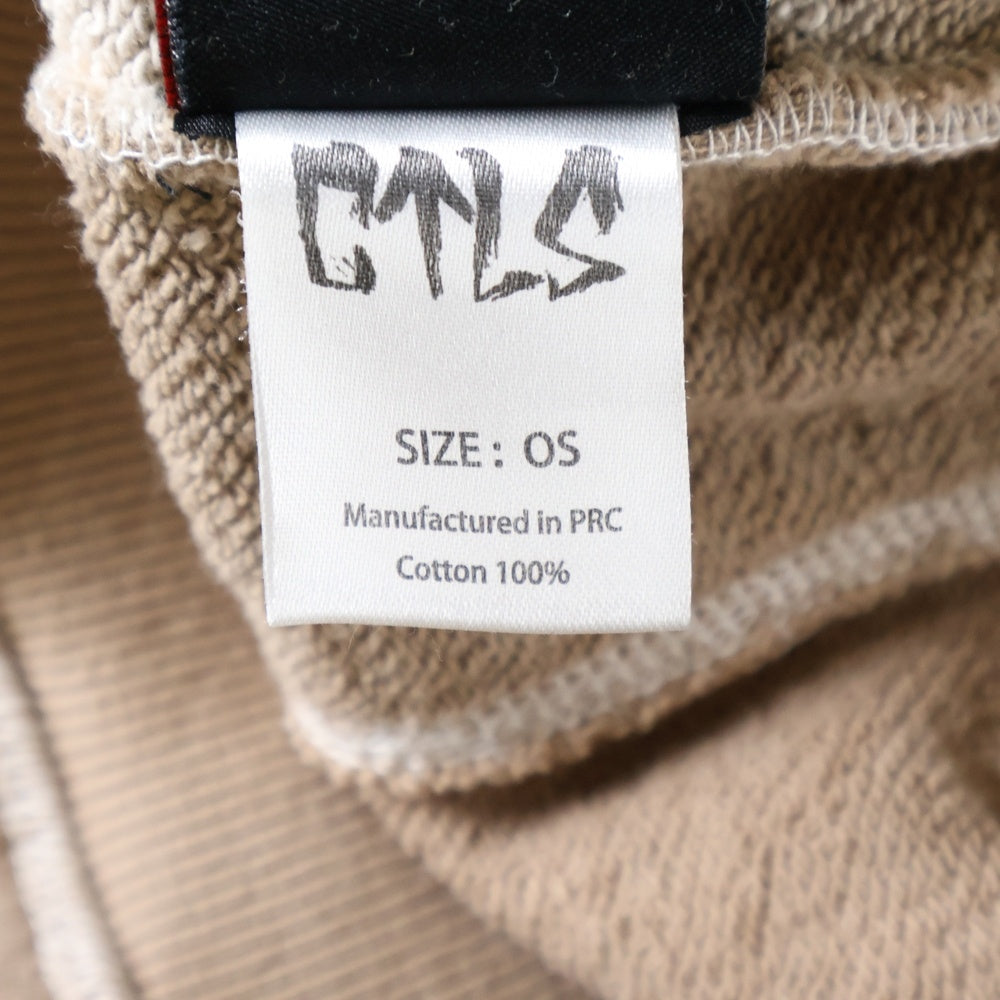 CTLS
SIZE : OS
Manufactured in PRC
Cotton 100%